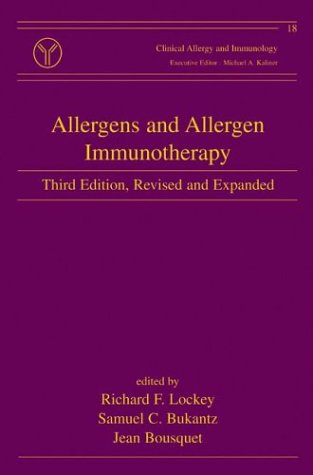 18
Clinical Allergy and Immunology
Executive Editor · Michael A. Kaliner
Allergens and Allergen
Immunotherapy
Third Edition, Revised and Expanded
edited by
Richard F. Lockey
Samuel C. Bukantz
Jean Bousquet